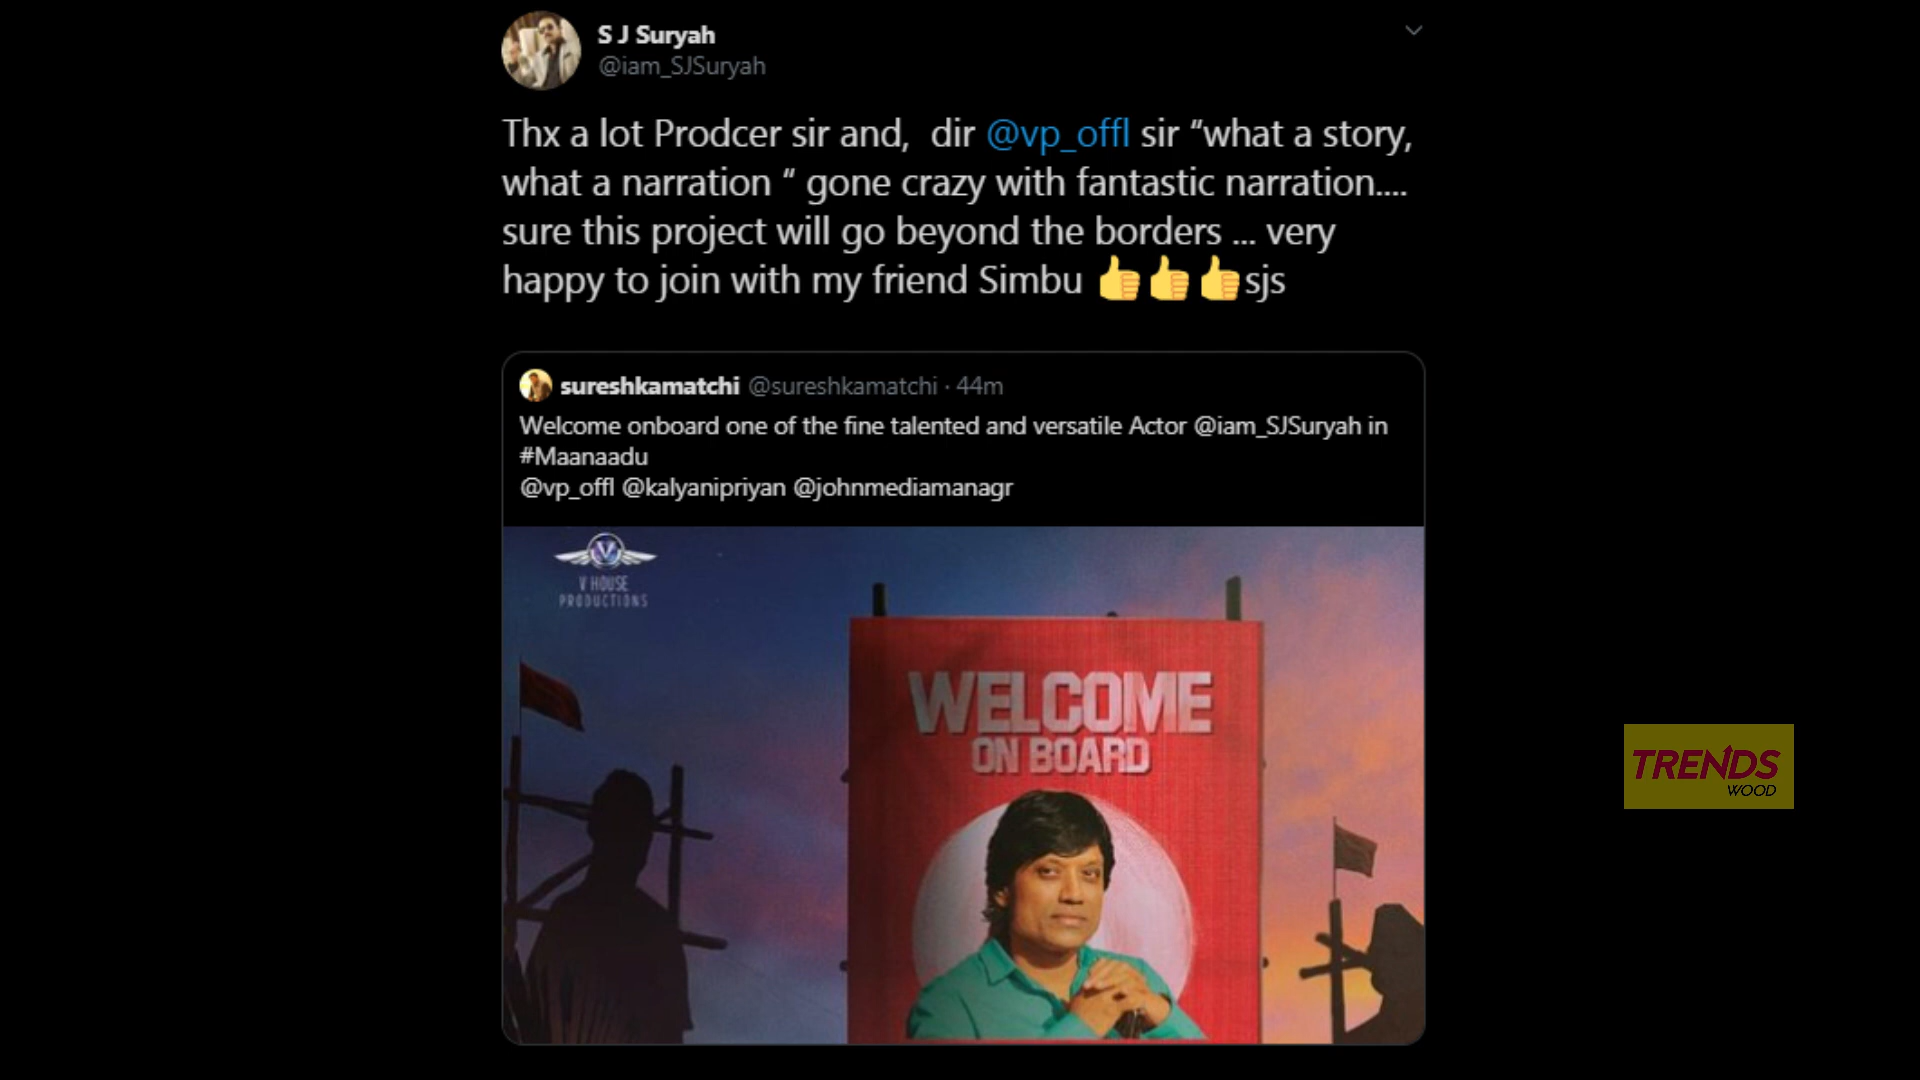 S J Suryah
@iam_SJSuryah
Thx a lot Prodcer sir and,  dir @vp_offl sir “what a story,
what a narration “ gone crazy with fantastic narration....
sure this project will go beyond the borders ... very
happy to join with my friend Simbu 👍👍👍sjs
sureshkamatchi @sureshkamatchi · 44m
Welcome onboard one of the fine talented and versatile Actor @iam_SJSuryah in
#Maanaadu
@vp_offl @kalyanipriyan @johnmediamanagr
V HOUSE
PRODUCTIONS
WELCOME
ON BOARD
TRENDS
WOOD